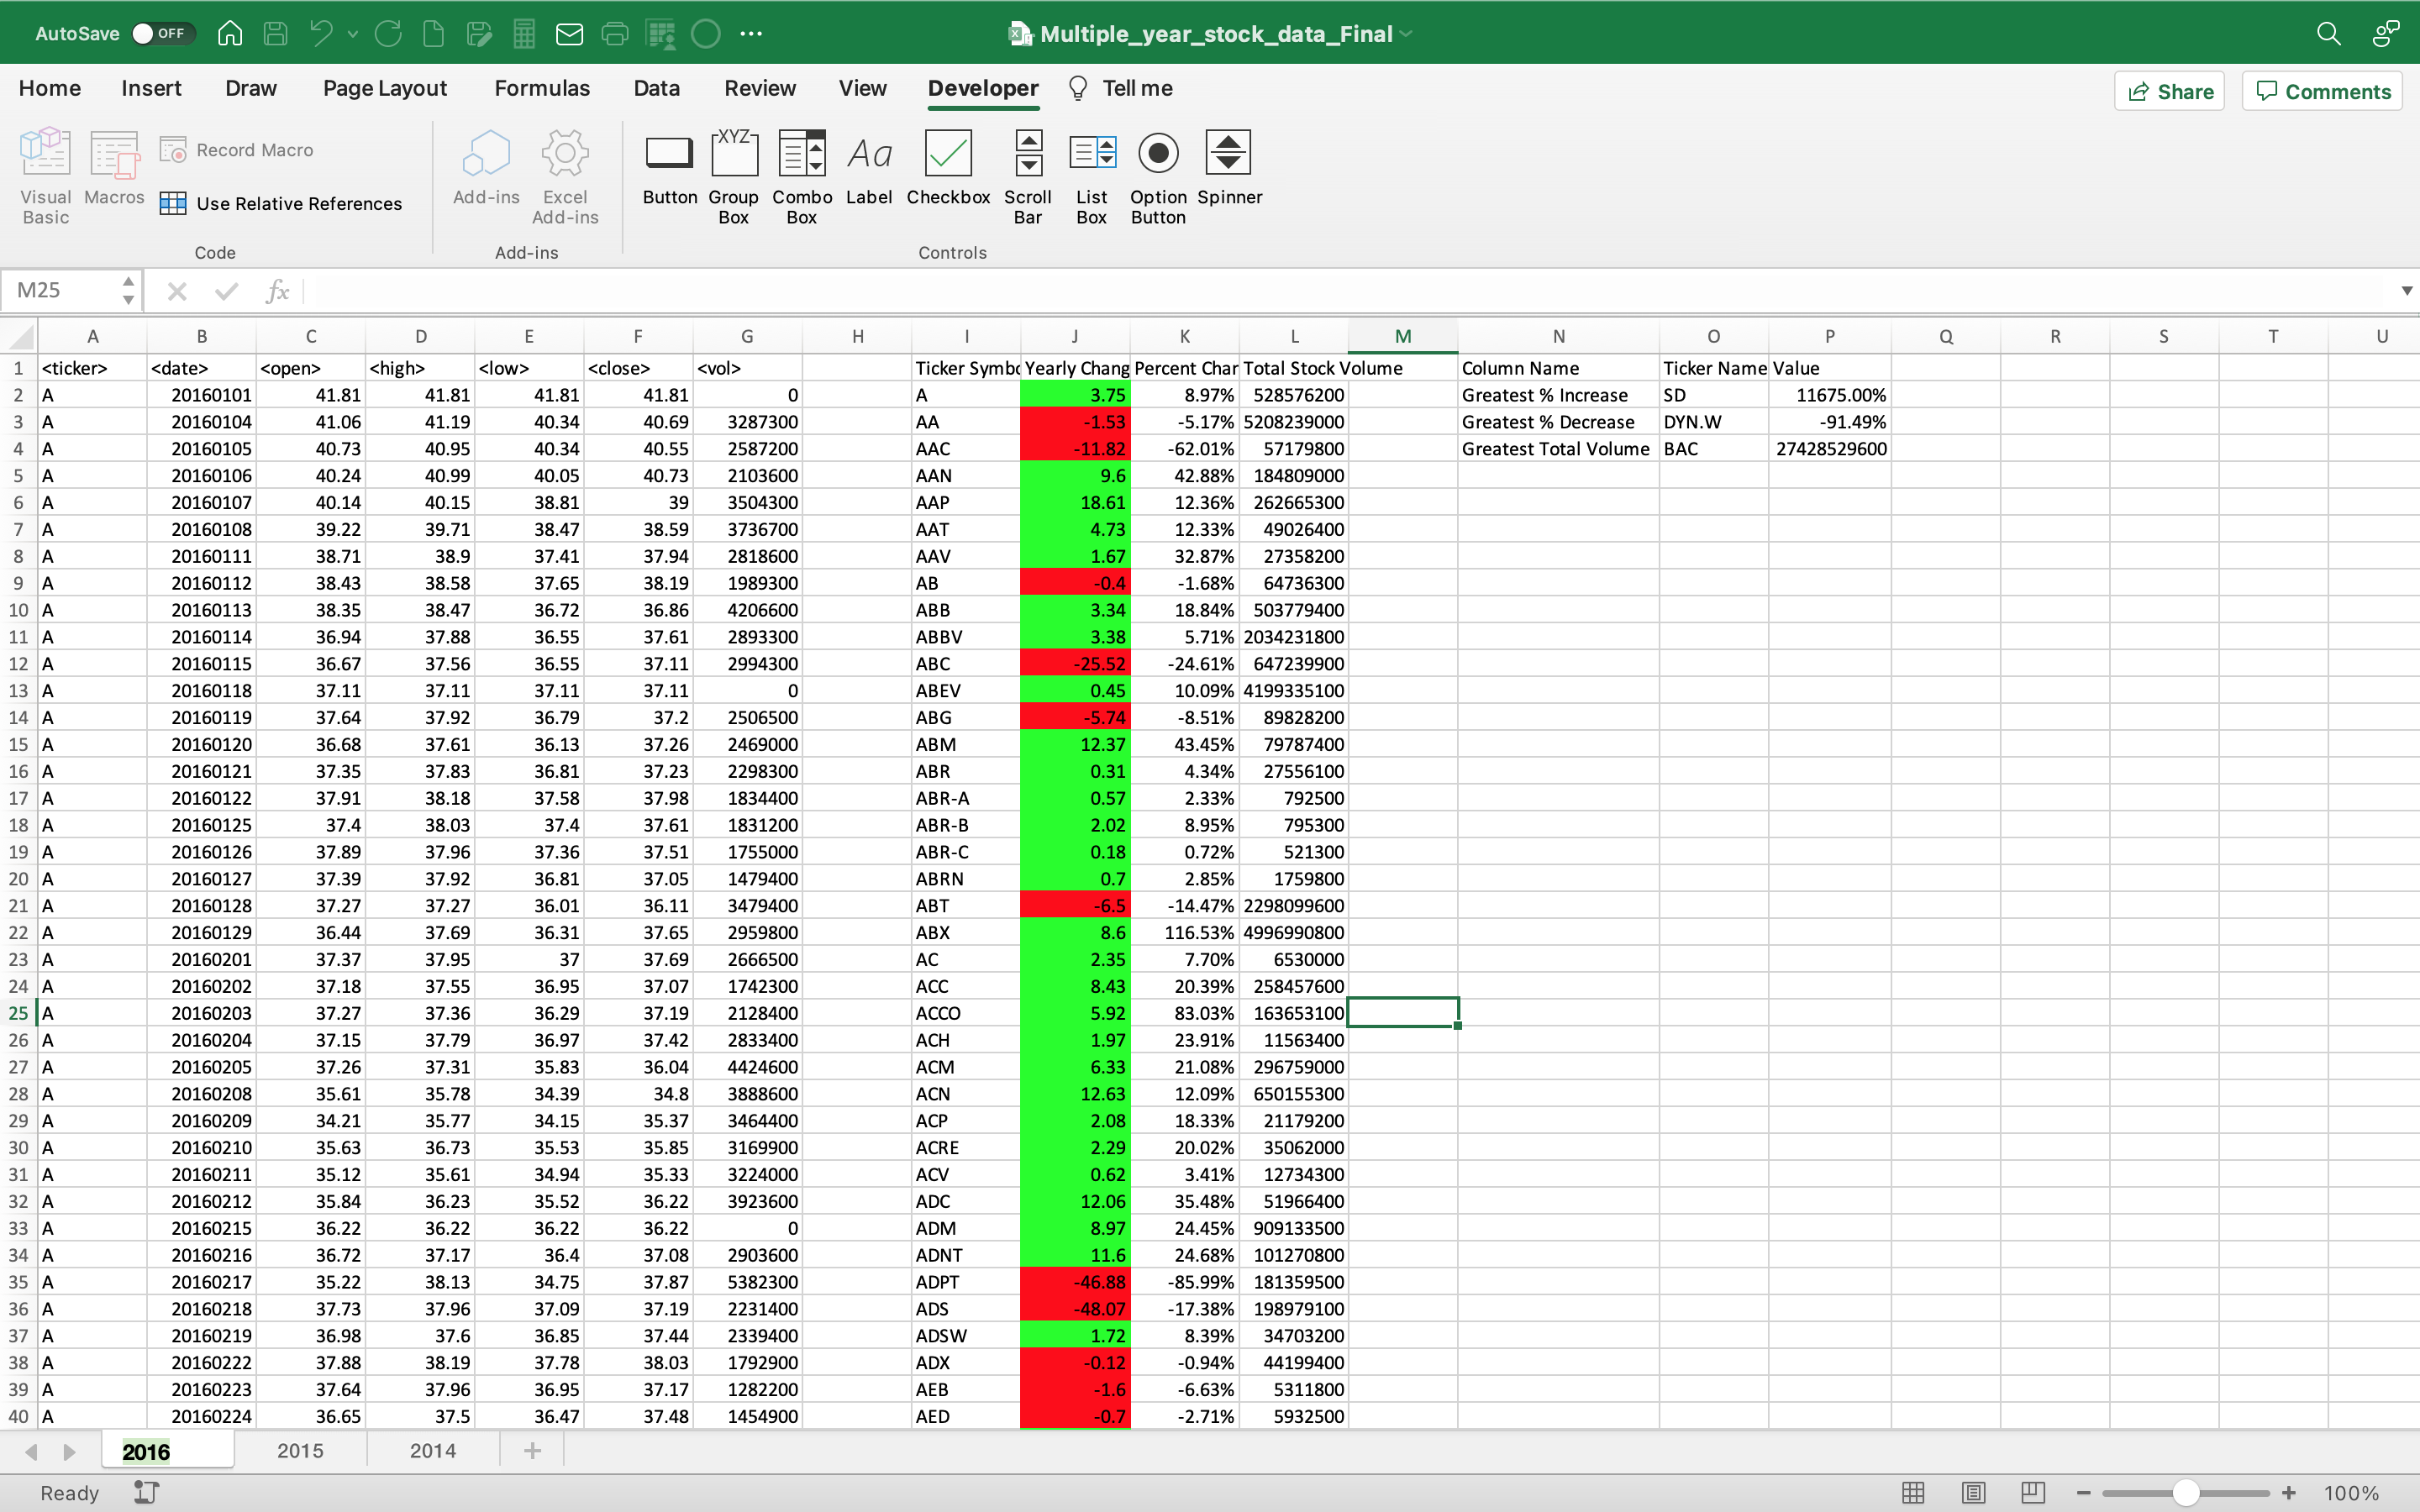 AutoSave OFF Multiple_year_stock_data_Final
Home Insert Draw Page Layout Formulas Data Review View Developer Tell me Share Comments
Visual Basic Macros Record Macro Use Relative References Add-ins Excel Add-ins Button Group Box Combo Box Label Checkbox Scroll Bar List Box Option Button Spinner
XYZ Aa
Code Add-ins Controls
M25 fx
A B C D E F G H I J K L M N O P Q R S T U
1 <ticker> <date> <open> <high> <low> <close> <vol> Ticker Symbo Yearly Chang Percent Char Total Stock Volume Column Name Ticker Name Value
2 A 20160101 41.81 41.81 41.81 41.81 0 A 3.75 8.97% 528576200 Greatest % Increase SD 11675.00%
3 A 20160104 41.06 41.19 40.34 40.69 3287300 AA -1.53 -5.17% 5208239000 Greatest % Decrease DYN.W -91.49%
4 A 20160105 40.73 40.95 40.34 40.55 2587200 AAC -11.82 -62.01% 57179800 Greatest Total Volume BAC 27428529600
5 A 20160106 40.24 40.99 40.05 40.73 2103600 AAN 9.6 42.88% 184809000
6 A 20160107 40.14 40.15 38.81 39 3504300 AAP 18.61 12.36% 262665300
7 A 20160108 39.22 39.71 38.47 38.59 3736700 AAT 4.73 12.33% 49026400
8 A 20160111 38.71 38.9 37.41 37.94 2818600 AAV 1.67 32.87% 27358200
9 A 20160112 38.43 38.58 37.65 38.19 1989300 AB -0.4 -1.68% 64736300
10 A 20160113 38.35 38.47 36.72 36.86 4206600 ABB 3.34 18.84% 503779400
11 A 20160114 36.94 37.88 36.55 37.61 2893300 ABBV 3.38 5.71% 2034231800
12 A 20160115 36.67 37.56 36.55 37.11 2994300 ABC -25.52 -24.61% 647239900
13 A 20160118 37.11 37.11 37.11 37.11 0 ABEV 0.45 10.09% 4199335100
14 A 20160119 37.64 37.92 36.79 37.2 2506500 ABG -5.74 -8.51% 89828200
15 A 20160120 36.68 37.61 36.13 37.26 2469000 ABM 12.37 43.45% 79787400
16 A 20160121 37.35 37.83 36.81 37.23 2298300 ABR 0.31 4.34% 27556100
17 A 20160122 37.91 38.18 37.58 37.98 1834400 ABR-A 0.57 2.33% 792500
18 A 20160125 37.4 38.03 37.4 37.61 1831200 ABR-B 2.02 8.95% 795300
19 A 20160126 37.89 37.96 37.36 37.51 1755000 ABR-C 0.18 0.72% 521300
20 A 20160127 37.39 37.92 36.81 37.05 1479400 ABRN 0.7 2.85% 1759800
21 A 20160128 37.27 37.27 36.01 36.11 3479400 ABT -6.5 -14.47% 2298099600
22 A 20160129 36.44 37.69 36.31 37.65 2959800 ABX 8.6 116.53% 4996990800
23 A 20160201 37.37 37.95 37 37.69 2666500 AC 2.35 7.70% 6530000
24 A 20160202 37.18 37.55 36.95 37.07 1742300 ACC 8.43 20.39% 258457600
25 A 20160203 37.27 37.36 36.29 37.19 2128400 ACCO 5.92 83.03% 163653100
26 A 20160204 37.15 37.79 36.97 37.42 2833400 ACH 1.97 23.91% 11563400
27 A 20160205 37.26 37.31 35.83 36.04 4424600 ACM 6.33 21.08% 296759000
28 A 20160208 35.61 35.78 34.39 34.8 3888600 ACN 12.63 12.09% 650155300
29 A 20160209 34.21 35.77 34.15 35.37 3464400 ACP 2.08 18.33% 21179200
30 A 20160210 35.63 36.73 35.53 35.85 3169900 ACRE 2.29 20.02% 35062000
31 A 20160211 35.12 35.61 34.94 35.33 3224000 ACV 0.62 3.41% 12734300
32 A 20160212 35.84 36.23 35.52 36.22 3923600 ADC 12.06 35.48% 51966400
33 A 20160215 36.22 36.22 36.22 36.22 0 ADM 8.97 24.45% 909133500
34 A 20160216 36.72 37.17 36.4 37.08 2903600 ADNT 11.6 24.68% 101270800
35 A 20160217 35.22 38.13 34.75 37.87 5382300 ADPT -46.88 -85.99% 181359500
36 A 20160218 37.73 37.96 37.09 37.19 2231400 ADS -48.07 -17.38% 198979100
37 A 20160219 36.98 37.6 36.85 37.44 2339400 ADSW 1.72 8.39% 34703200
38 A 20160222 37.88 38.19 37.78 38.03 1792900 ADX -0.12 -0.94% 44199400
39 A 20160223 37.64 37.96 36.95 37.17 1282200 AEB -1.6 -6.63% 5311800
40 A 20160224 36.65 37.5 36.47 37.48 1454900 AED -0.7 -2.71% 5932500
2016 2015 2014
Ready 100%